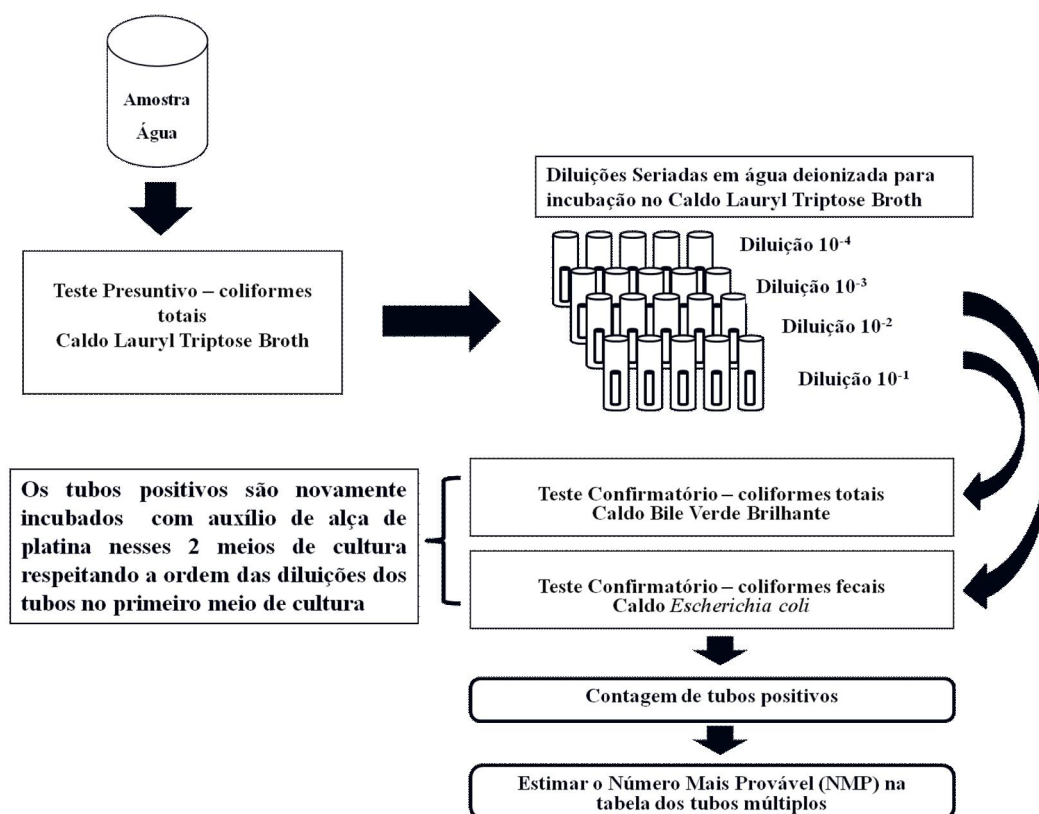 Amostra
Água
Diluições Seriadas em água deionizada para
incubação no Caldo Lauryl Triptose Broth
Diluição 10⁻⁴
Diluição 10⁻³
Diluição 10⁻²
Diluição 10⁻¹
Teste Presuntivo – coliformes
totais
Caldo Lauryl Triptose Broth
Os tubos positivos são novamente
incubados com auxílio de alça de
platina nesses 2 meios de cultura
respeitando a ordem das diluições dos
tubos no primeiro meio de cultura
Teste Confirmatório – coliformes totais
Caldo Bile Verde Brilhante
Teste Confirmatório – coliformes fecais
Caldo Escherichia coli
Contagem de tubos positivos
Estimar o Número Mais Provável (NMP) na
tabela dos tubos múltiplos